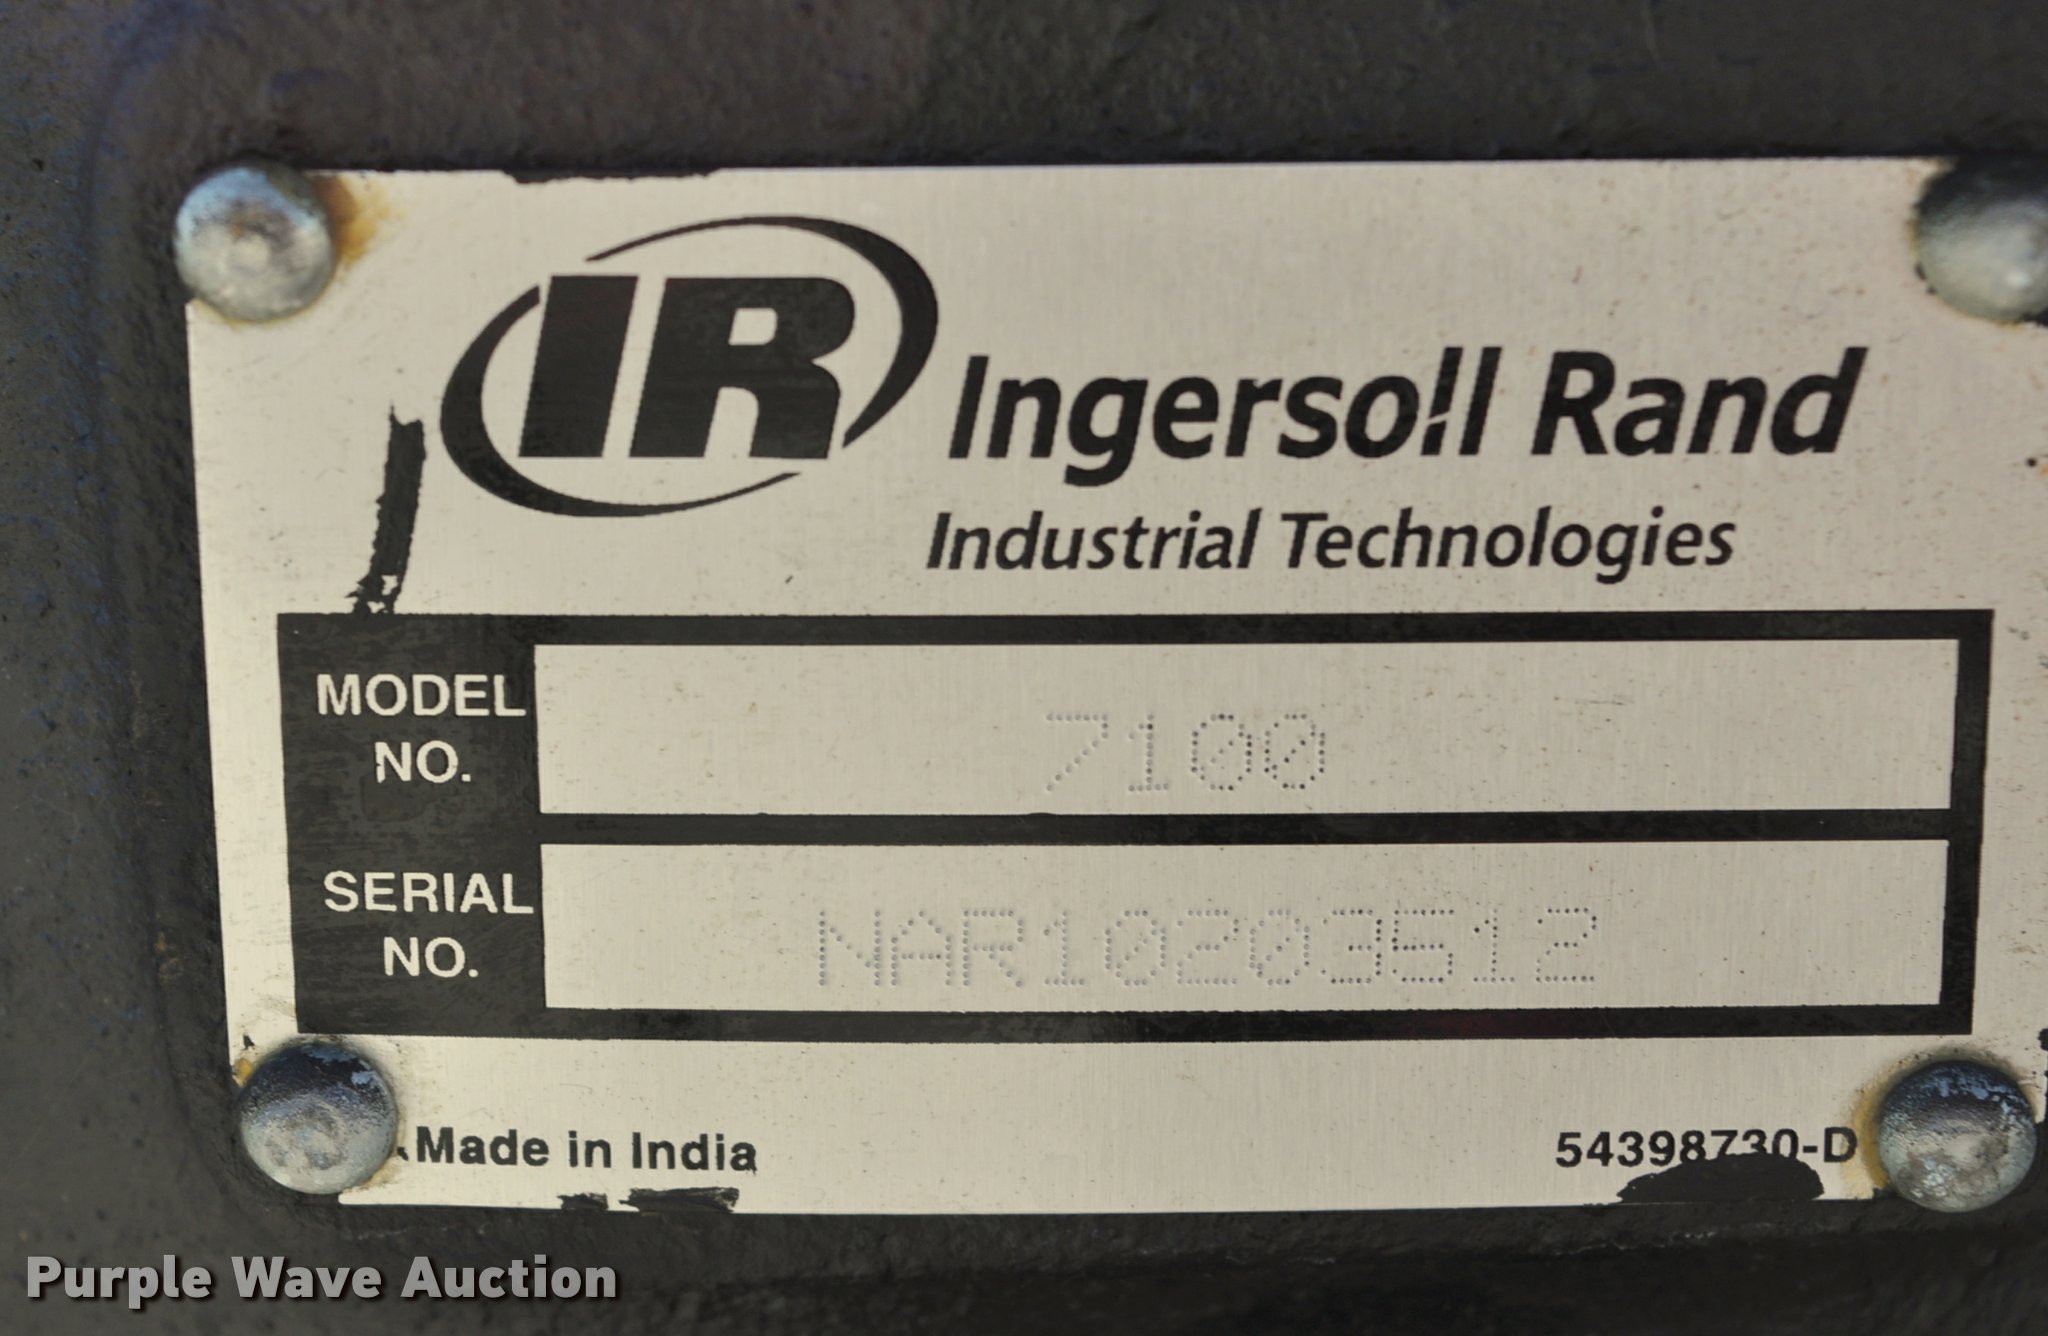 IR Ingersoll Rand
Industrial Technologies
MODEL NO. 7100
SERIAL NO. NAR10203512
Made in India 54398730-D
Purple Wave Auction